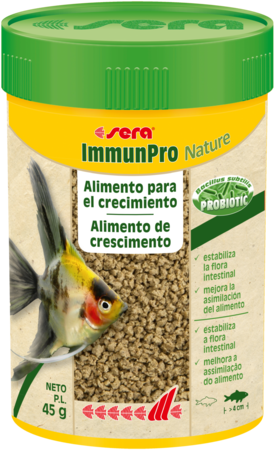 sera
sera
ImmunPro Nature
Alimento para
el crecimiento
Alimento de
crescimento
Bacillus subtilis
PROBIOTIC
✓ estabiliza
la flora
intestinal
✓ mejora la
asimilación
del alimento
✓ estabiliza
a flora
intestinal
✓ melhora a
assimilação
do alimento
NETO
P.L.
45 g
>4 cm